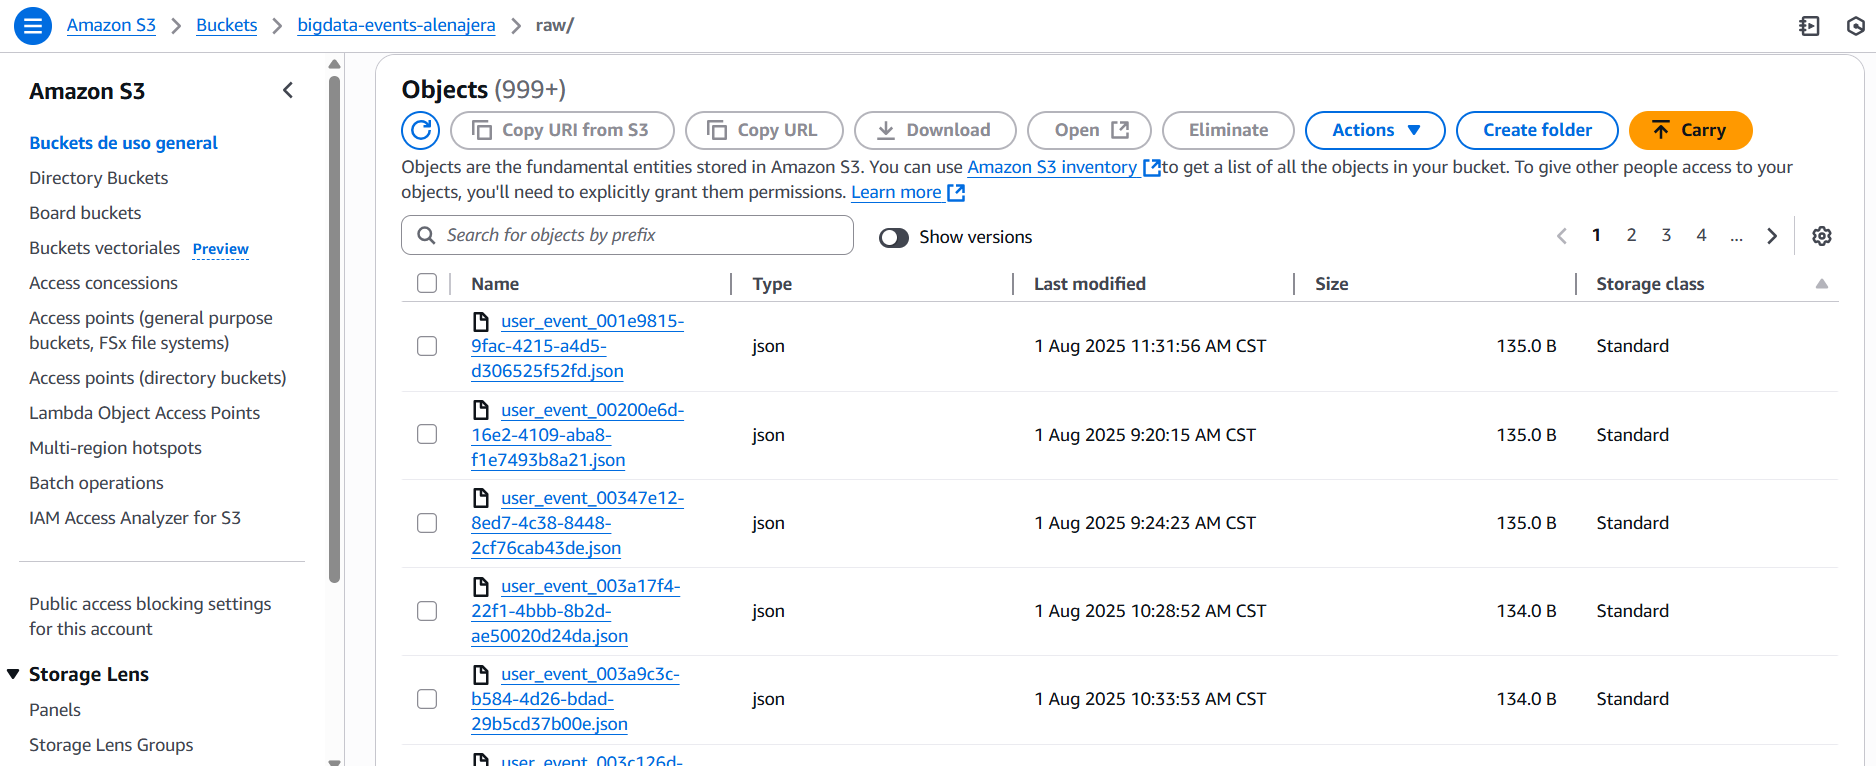 Amazon S3 > Buckets > bigdata-events-alenajera > raw/
Amazon S3
Buckets de uso general
Directory Buckets
Board buckets
Buckets vectoriales Preview
Access concessions
Access points (general purpose
buckets, FSx file systems)
Access points (directory buckets)
Lambda Object Access Points
Multi-region hotspots
Batch operations
IAM Access Analyzer for S3
Public access blocking settings
for this account
Storage Lens
Panels
Storage Lens Groups
Objects (999+)
Copy URI from S3 Copy URL Download Open Eliminate Actions Create folder Carry
Objects are the fundamental entities stored in Amazon S3. You can use Amazon S3 inventory to get a list of all the objects in your bucket. To give other people access to your
objects, you'll need to explicitly grant them permissions. Learn more
Search for objects by prefix Show versions 1 2 3 4 ...
Name Type Last modified Size Storage class
user_event_001e9815-
9fac-4215-a4d5- json 1 Aug 2025 11:31:56 AM CST 135.0 B Standard
d306525f52fd.json
user_event_00200e6d-
16e2-4109-aba8- json 1 Aug 2025 9:20:15 AM CST 135.0 B Standard
f1e7493b8a21.json
user_event_00347e12-
8ed7-4c38-8448- json 1 Aug 2025 9:24:23 AM CST 135.0 B Standard
2cf76cab43de.json
user_event_003a17f4-
22f1-4bbb-8b2d- json 1 Aug 2025 10:28:52 AM CST 134.0 B Standard
ae50020d24da.json
user_event_003a9c3c-
b584-4d26-bdad- json 1 Aug 2025 10:33:53 AM CST 134.0 B Standard
29b5cd37b00e.json
user_event_003c126d-